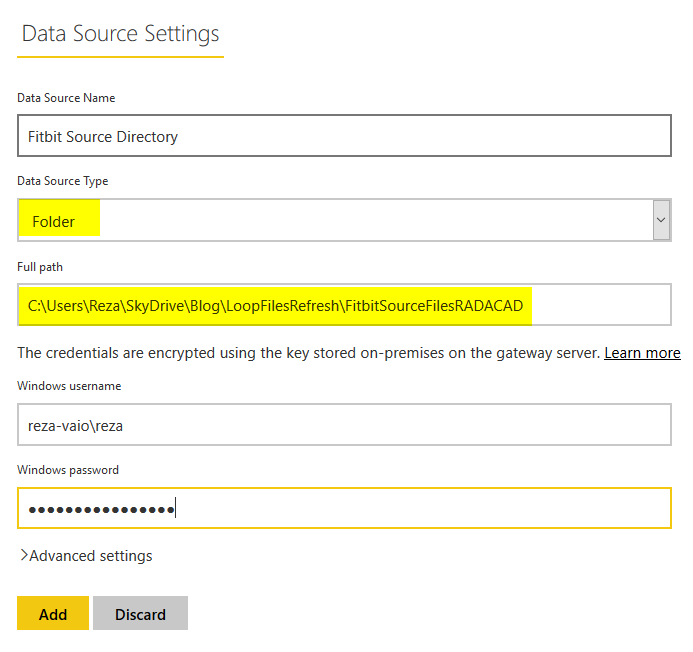 Data Source Settings
Data Source Name
Fitbit Source Directory
Data Source Type
Folder
Full path
C:\Users\Reza\SkyDrive\Blog\LoopFilesRefresh\FitbitSourceFilesRADACAD
The credentials are encrypted using the key stored on-premises on the gateway server. Learn more
Windows username
reza-vaio\reza
Windows password
●●●●●●●●●●●●●●●●
>Advanced settings
Add Discard